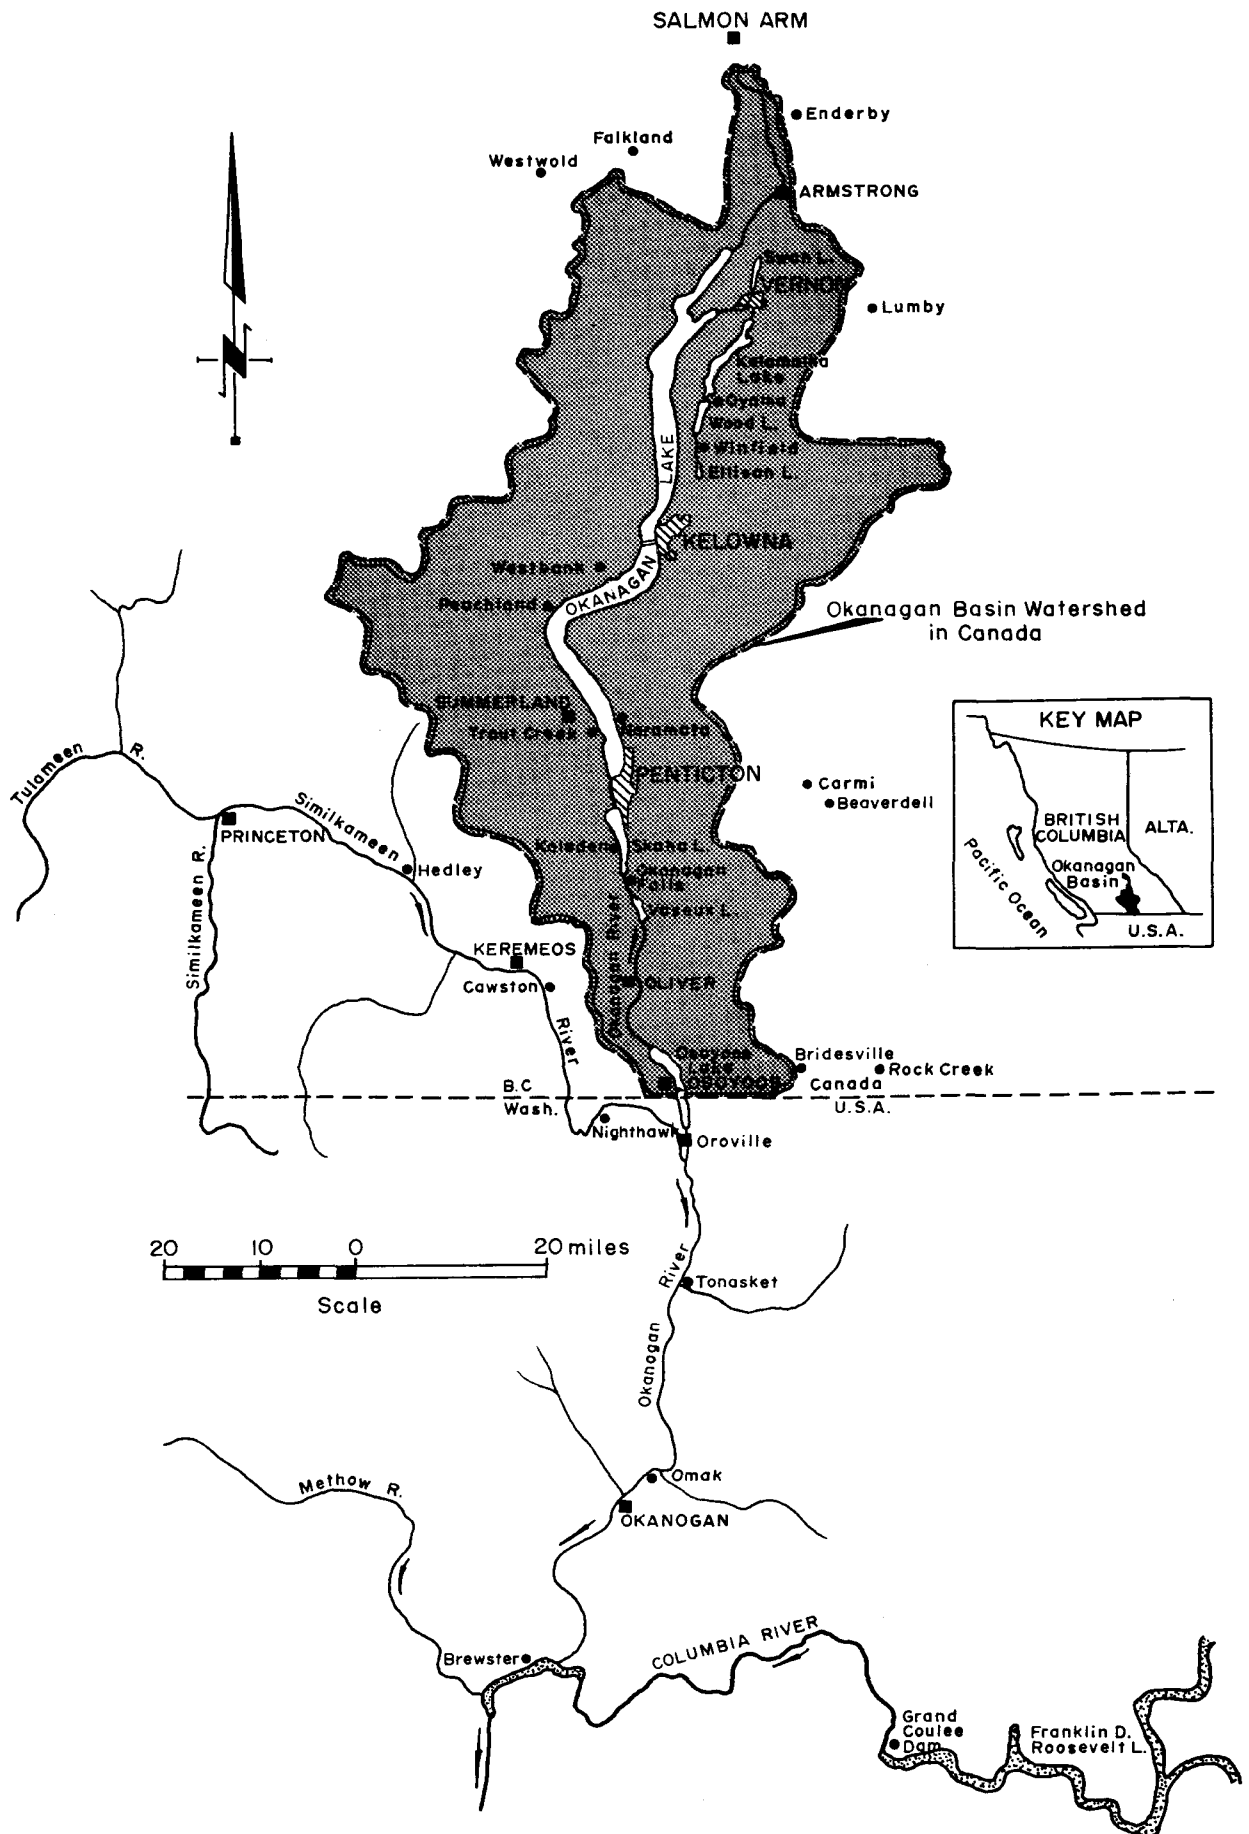 SALMON ARM
Enderby
Falkland
Westwold
ARMSTRONG
Swan L.
VERNON
Lumby
Kalamalka
Lake
Oyama
Wood L.
Winfield
Ellison L.
LAKE
KELOWNA
Westbank
OKANAGAN
Peachland
Okanagan Basin Watershed
in Canada
SUMMERLAND
Trout Creek
Naramata
PENTICTON
Carmi
Beaverdell
KEY MAP
BRITISH
COLUMBIA
ALTA.
Okanagan
Basin
Pacific Ocean
U.S.A.
Tulameen
R.
PRINCETON
Similkameen
Hedley
Similkameen R.
Kaleden
Skaha L.
Okanagan
Falls
Vaseux L.
Okanagan River
KEREMEOS
Cawston
OLIVER
River
Osoyoos
Lake
OSOYOOS
Bridesville
Rock Creek
B.C
Canada
Wash.
U.S.A.
Nighthawk
Oroville
20 10 0 20 miles
Scale
River
Tonasket
Okanogan
Omak
OKANOGAN
Methow R.
Brewster
COLUMBIA RIVER
Grand
Coulee
Dam
Franklin D.
Roosevelt L.